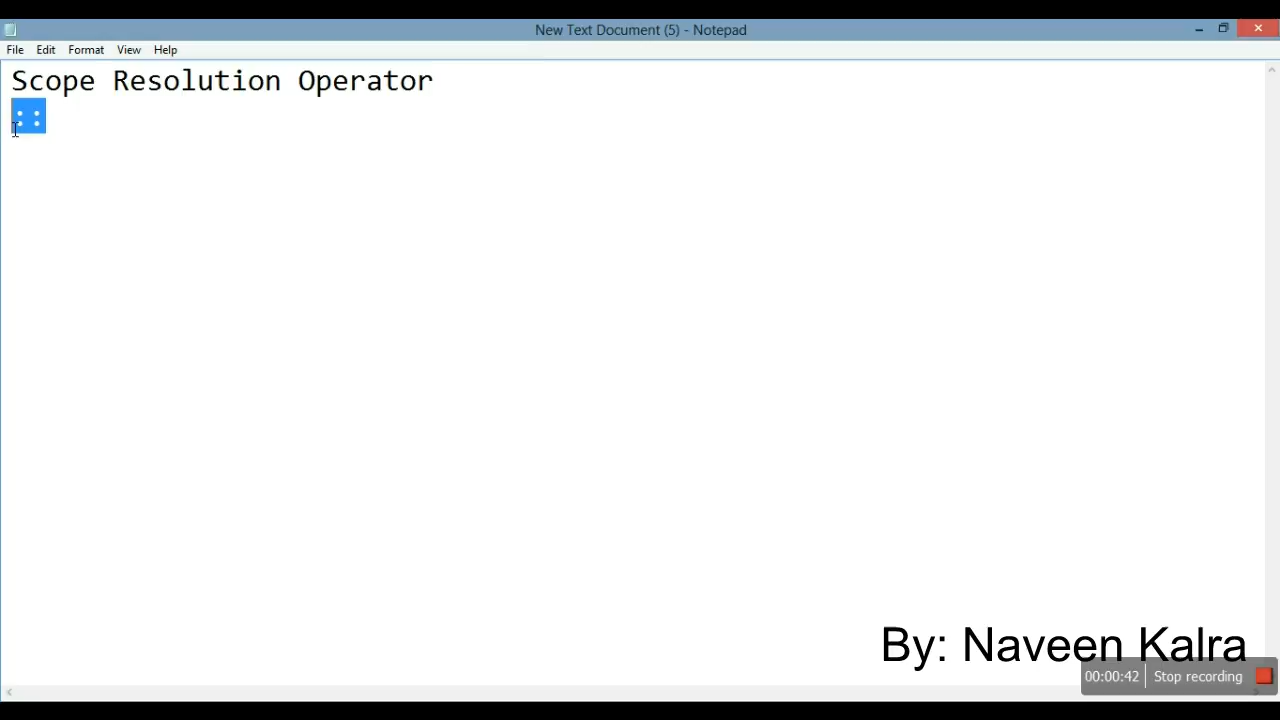 New Text Document (5) - Notepad
File Edit Format View Help
Scope Resolution Operator
::
By: Naveen Kalra
00:00:42 Stop recording